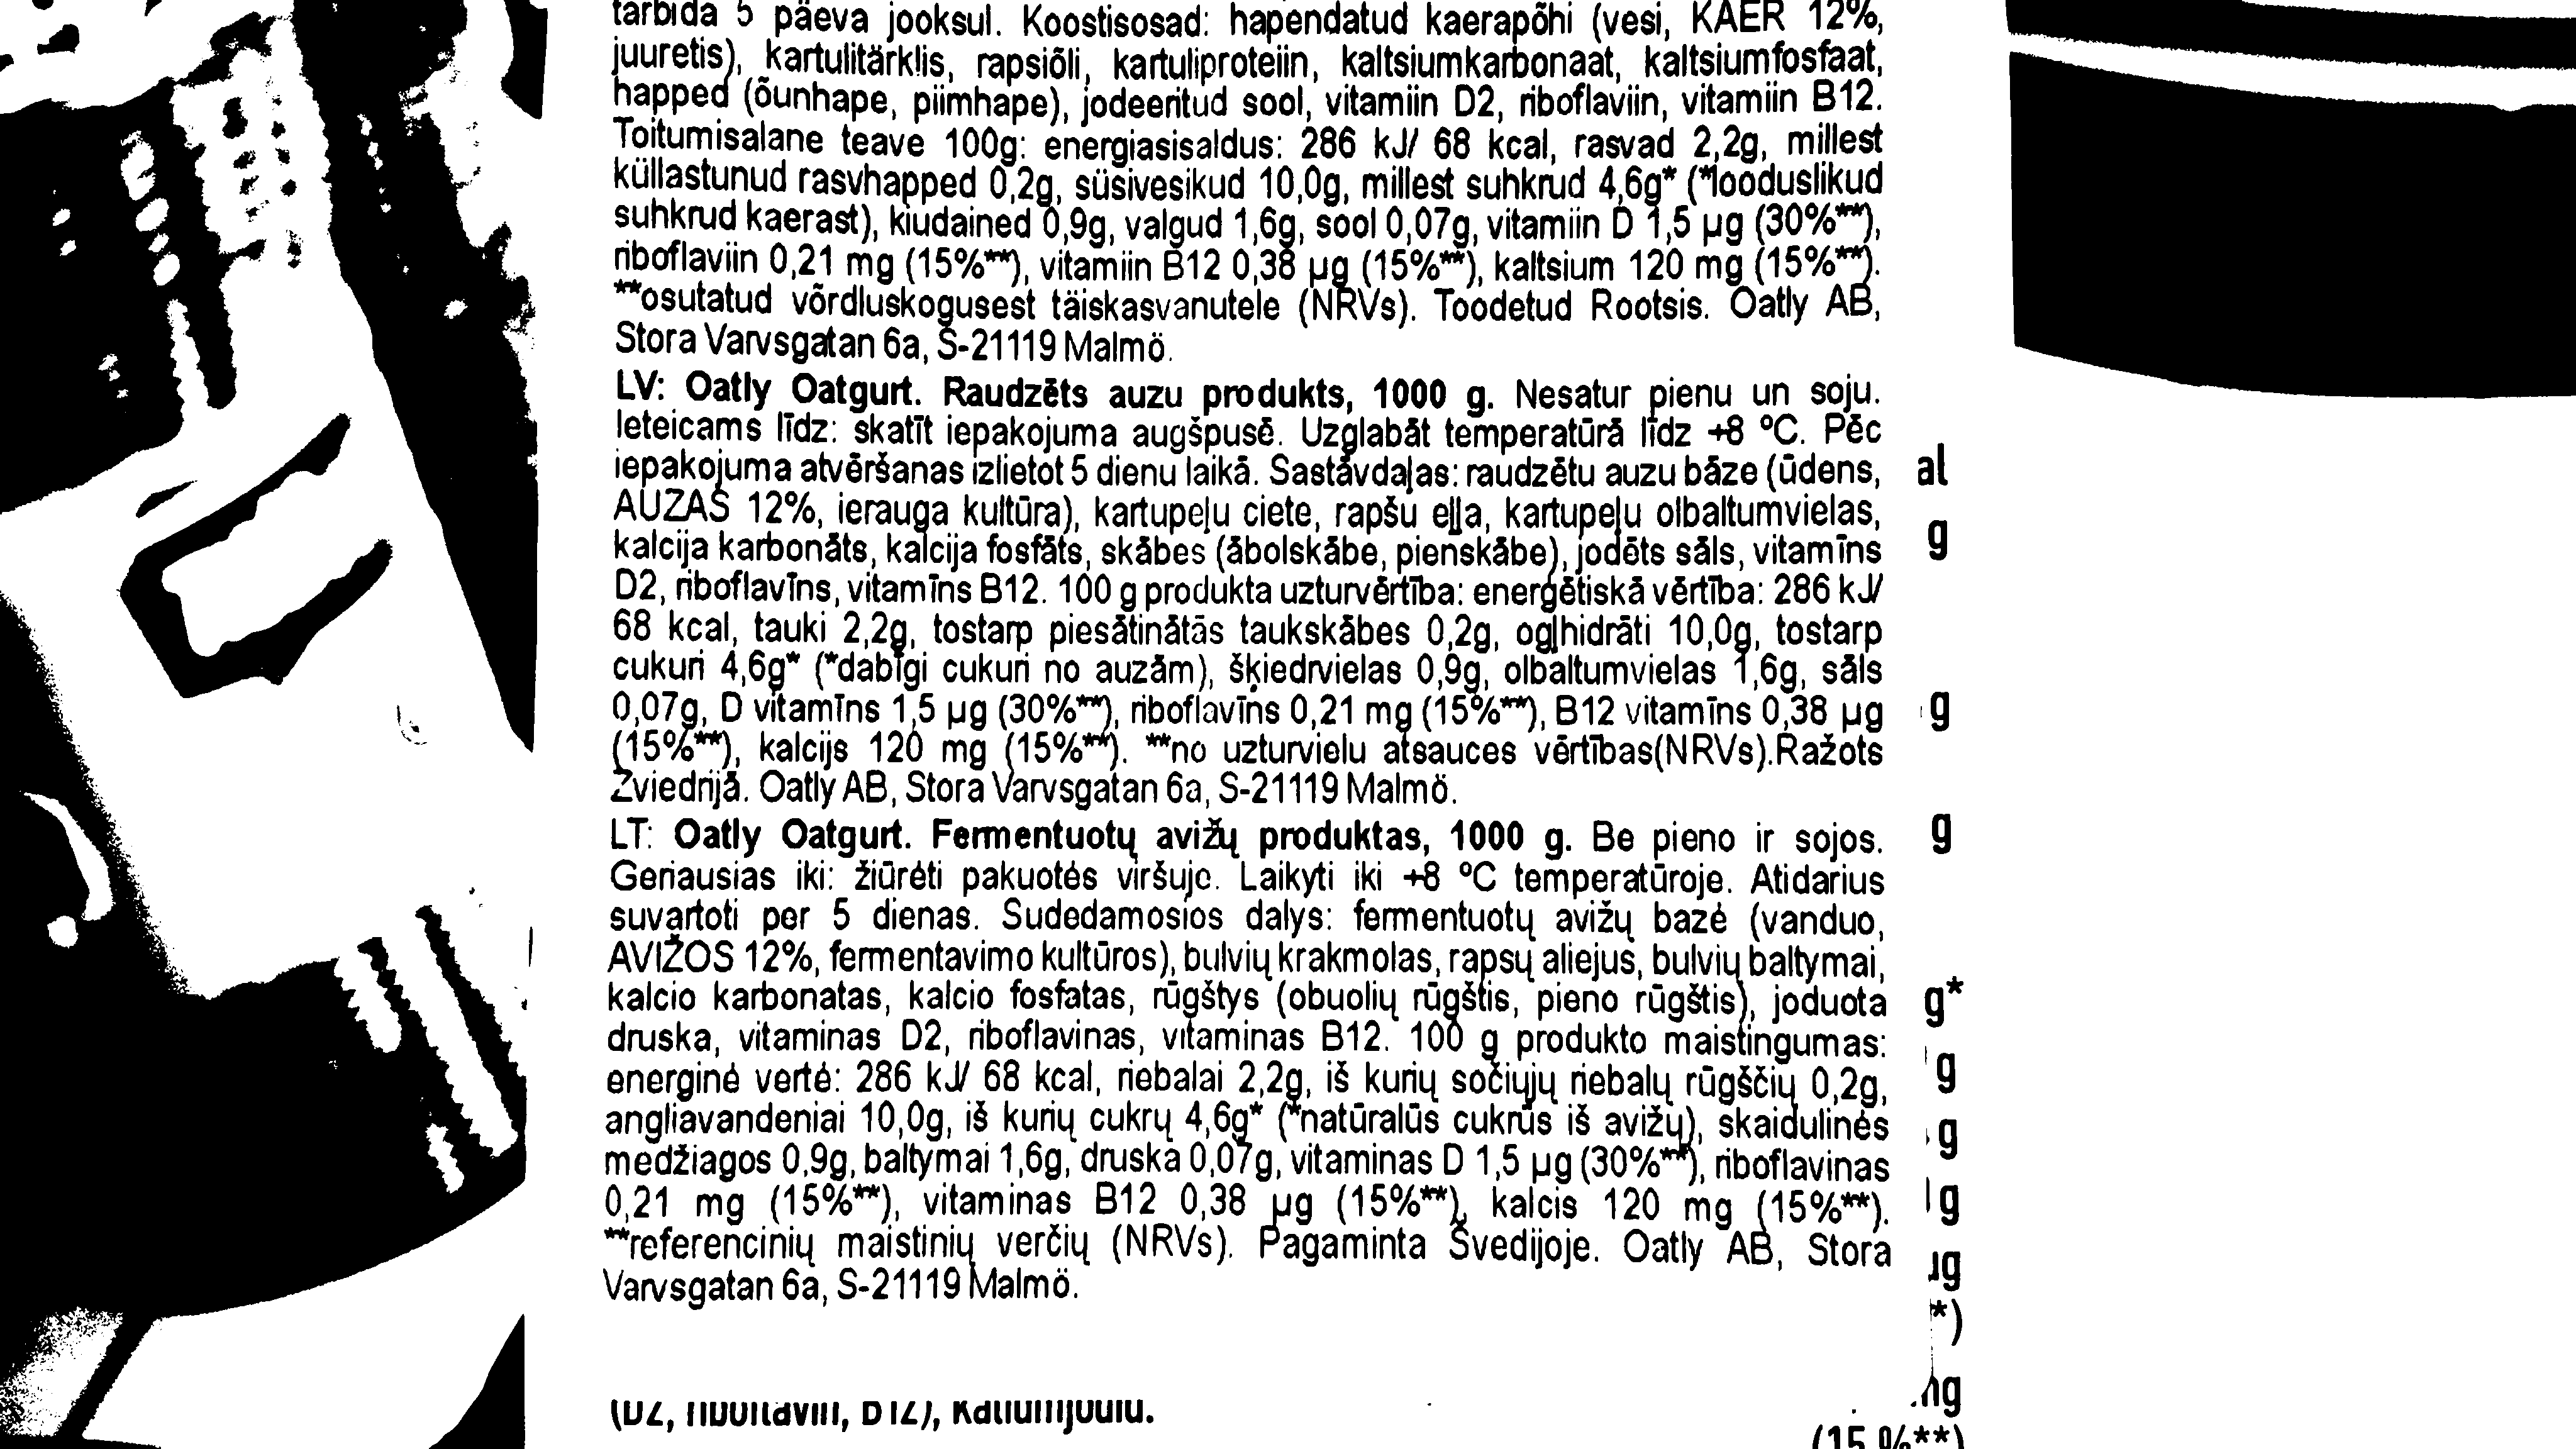 tarbida 5 päeva jooksul. Koostisosad: hapendatud kaerapõhi (vesi, KAER 12%,
juuretis), kartulitärklis, rapsiõli, kartuliproteiin, kaltsiumkarbonaat, kaltsiumfosfaat,
happed (õunhape, piimhape), jodeeritud sool, vitamiin D2, riboflaviin, vitamiin B12.
Toitumisalane teave 100g: energiasisaldus: 286 kJ/ 68 kcal, rasvad 2,2g, millest
küllastunud rasvhapped 0,2g, süsivesikud 10,0g, millest suhkrud 4,6g* (*looduslikud
suhkrud kaerast), kiudained 0,9g, valgud 1,6g, sool 0,07g, vitamiin D 1,5 µg (30%**),
riboflaviin 0,21 mg (15%**), vitamiin B12 0,38 µg (15%**), kaltsium 120 mg (15%**).
**osutatud võrdluskogusest täiskasvanutele (NRVs). Toodetud Rootsis. Oatly AB,
Stora Varvsgatan 6a, S-21119 Malmö.
LV: Oatly Oatgurt. Raudzēts auzu produkts, 1000 g. Nesatur pienu un soju.
Ieteicams līdz: skatīt iepakojuma augšpusē. Uzglabāt temperatūrā līdz +8 ºC. Pēc
iepakojuma atvēršanas izlietot 5 dienu laikā. Sastāvdaļas: raudzētu auzu bāze (ūdens,
AUZAS 12%, ierauga kultūra), kartupeļu ciete, rapšu eļļa, kartupeļu olbaltumvielas,
kalcija karbonāts, kalcija fosfāts, skābes (ābolskābe, pienskābe), jodēts sāls, vitamīns
D2, riboflavīns, vitamīns B12. 100 g produkta uzturvērtība: enerģētiskā vērtība: 286 kJ/
68 kcal, tauki 2,2g, tostarp piesātinātās taukskābes 0,2g, ogļhidrāti 10,0g, tostarp
cukuri 4,6g* (*dabīgi cukuri no auzām), šķiedrvielas 0,9g, olbaltumvielas 1,6g, sāls
0,07g, D vitamīns 1,5 µg (30%**), riboflavīns 0,21 mg (15%**), B12 vitamīns 0,38 µg
(15%**), kalcijs 120 mg (15%**). **no uzturvielu atsauces vērtības(NRVs).Ražots
Zviedrijā. Oatly AB, Stora Varvsgatan 6a, S-21119 Malmö.
LT: Oatly Oatgurt. Fermentuotų avižų produktas, 1000 g. Be pieno ir sojos.
Geriausias iki: žiūrėti pakuotės viršuje. Laikyti iki +8 ºC temperatūroje. Atidarius
suvartoti per 5 dienas. Sudedamosios dalys: fermentuotų avižų bazė (vanduo,
AVIŽOS 12%, fermentavimo kultūros), bulvių krakmolas, rapsų aliejus, bulvių baltymai,
kalcio karbonatas, kalcio fosfatas, rūgštys (obuolių rūgštis, pieno rūgštis), joduota
druska, vitaminas D2, riboflavinas, vitaminas B12. 100 g produkto maistingumas:
energinė vertė: 286 kJ/ 68 kcal, riebalai 2,2g, iš kurių sočiųjų riebalų rūgščių 0,2g,
angliavandeniai 10,0g, iš kurių cukrų 4,6g* (*natūralūs cukrūs iš avižų), skaidulinės
medžiagos 0,9g, baltymai 1,6g, druska 0,07g, vitaminas D 1,5 µg (30%**), riboflavinas
0,21 mg (15%**), vitaminas B12 0,38 µg (15%**), kalcis 120 mg (15%**).
**referencinių maistinių verčių (NRVs). Pagaminta Švedijoje. Oatly AB, Stora
Varvsgatan 6a, S-21119 Malmö.
al
g
g
g
g*
g
g
g
µg
*)
(15 %**)